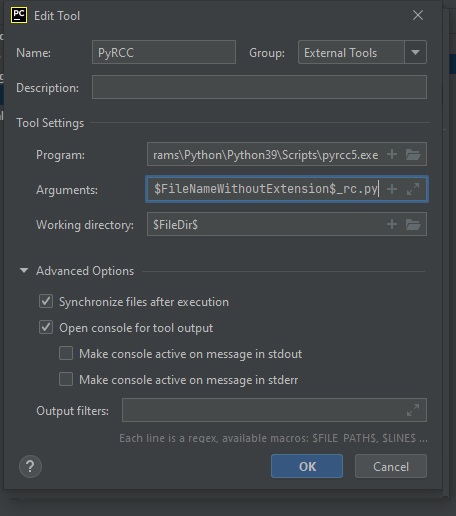 PC Edit Tool
Name: PyRCC Group: External Tools
Description:
Tool Settings
Program: rams\Python\Python39\Scripts\pyrcc5.exe
Arguments: $FileNameWithoutExtension$_rc.py
Working directory: $FileDir$
Advanced Options
Synchronize files after execution
Open console for tool output
Make console active on message in stdout
Make console active on message in stderr
Output filters:
Each line is a regex, available macros: $FILE_PATH$, $LINE$ ...
? OK Cancel